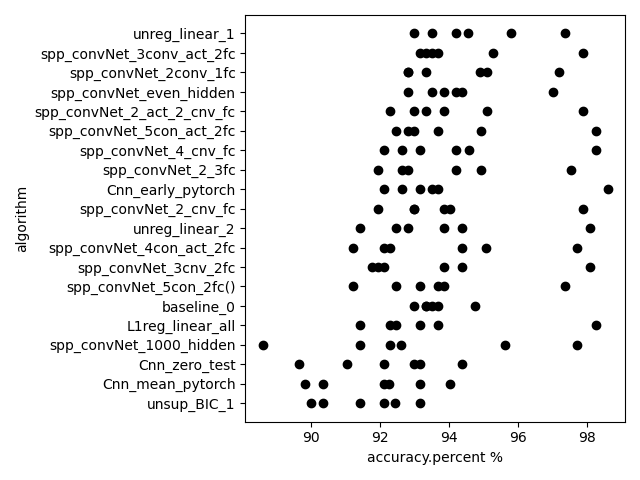 unreg_linear_1
spp_convNet_3conv_act_2fc
spp_convNet_2conv_1fc
spp_convNet_even_hidden
spp_convNet_2_act_2_cnv_fc
spp_convNet_5con_act_2fc
spp_convNet_4_cnv_fc
spp_convNet_2_3fc
Cnn_early_pytorch
spp_convNet_2_cnv_fc
unreg_linear_2
spp_convNet_4con_act_2fc
spp_convNet_3cnv_2fc
spp_convNet_5con_2fc()
baseline_0
L1reg_linear_all
spp_convNet_1000_hidden
Cnn_zero_test
Cnn_mean_pytorch
unsup_BIC_1
algorithm
90 92 94 96 98
accuracy.percent %